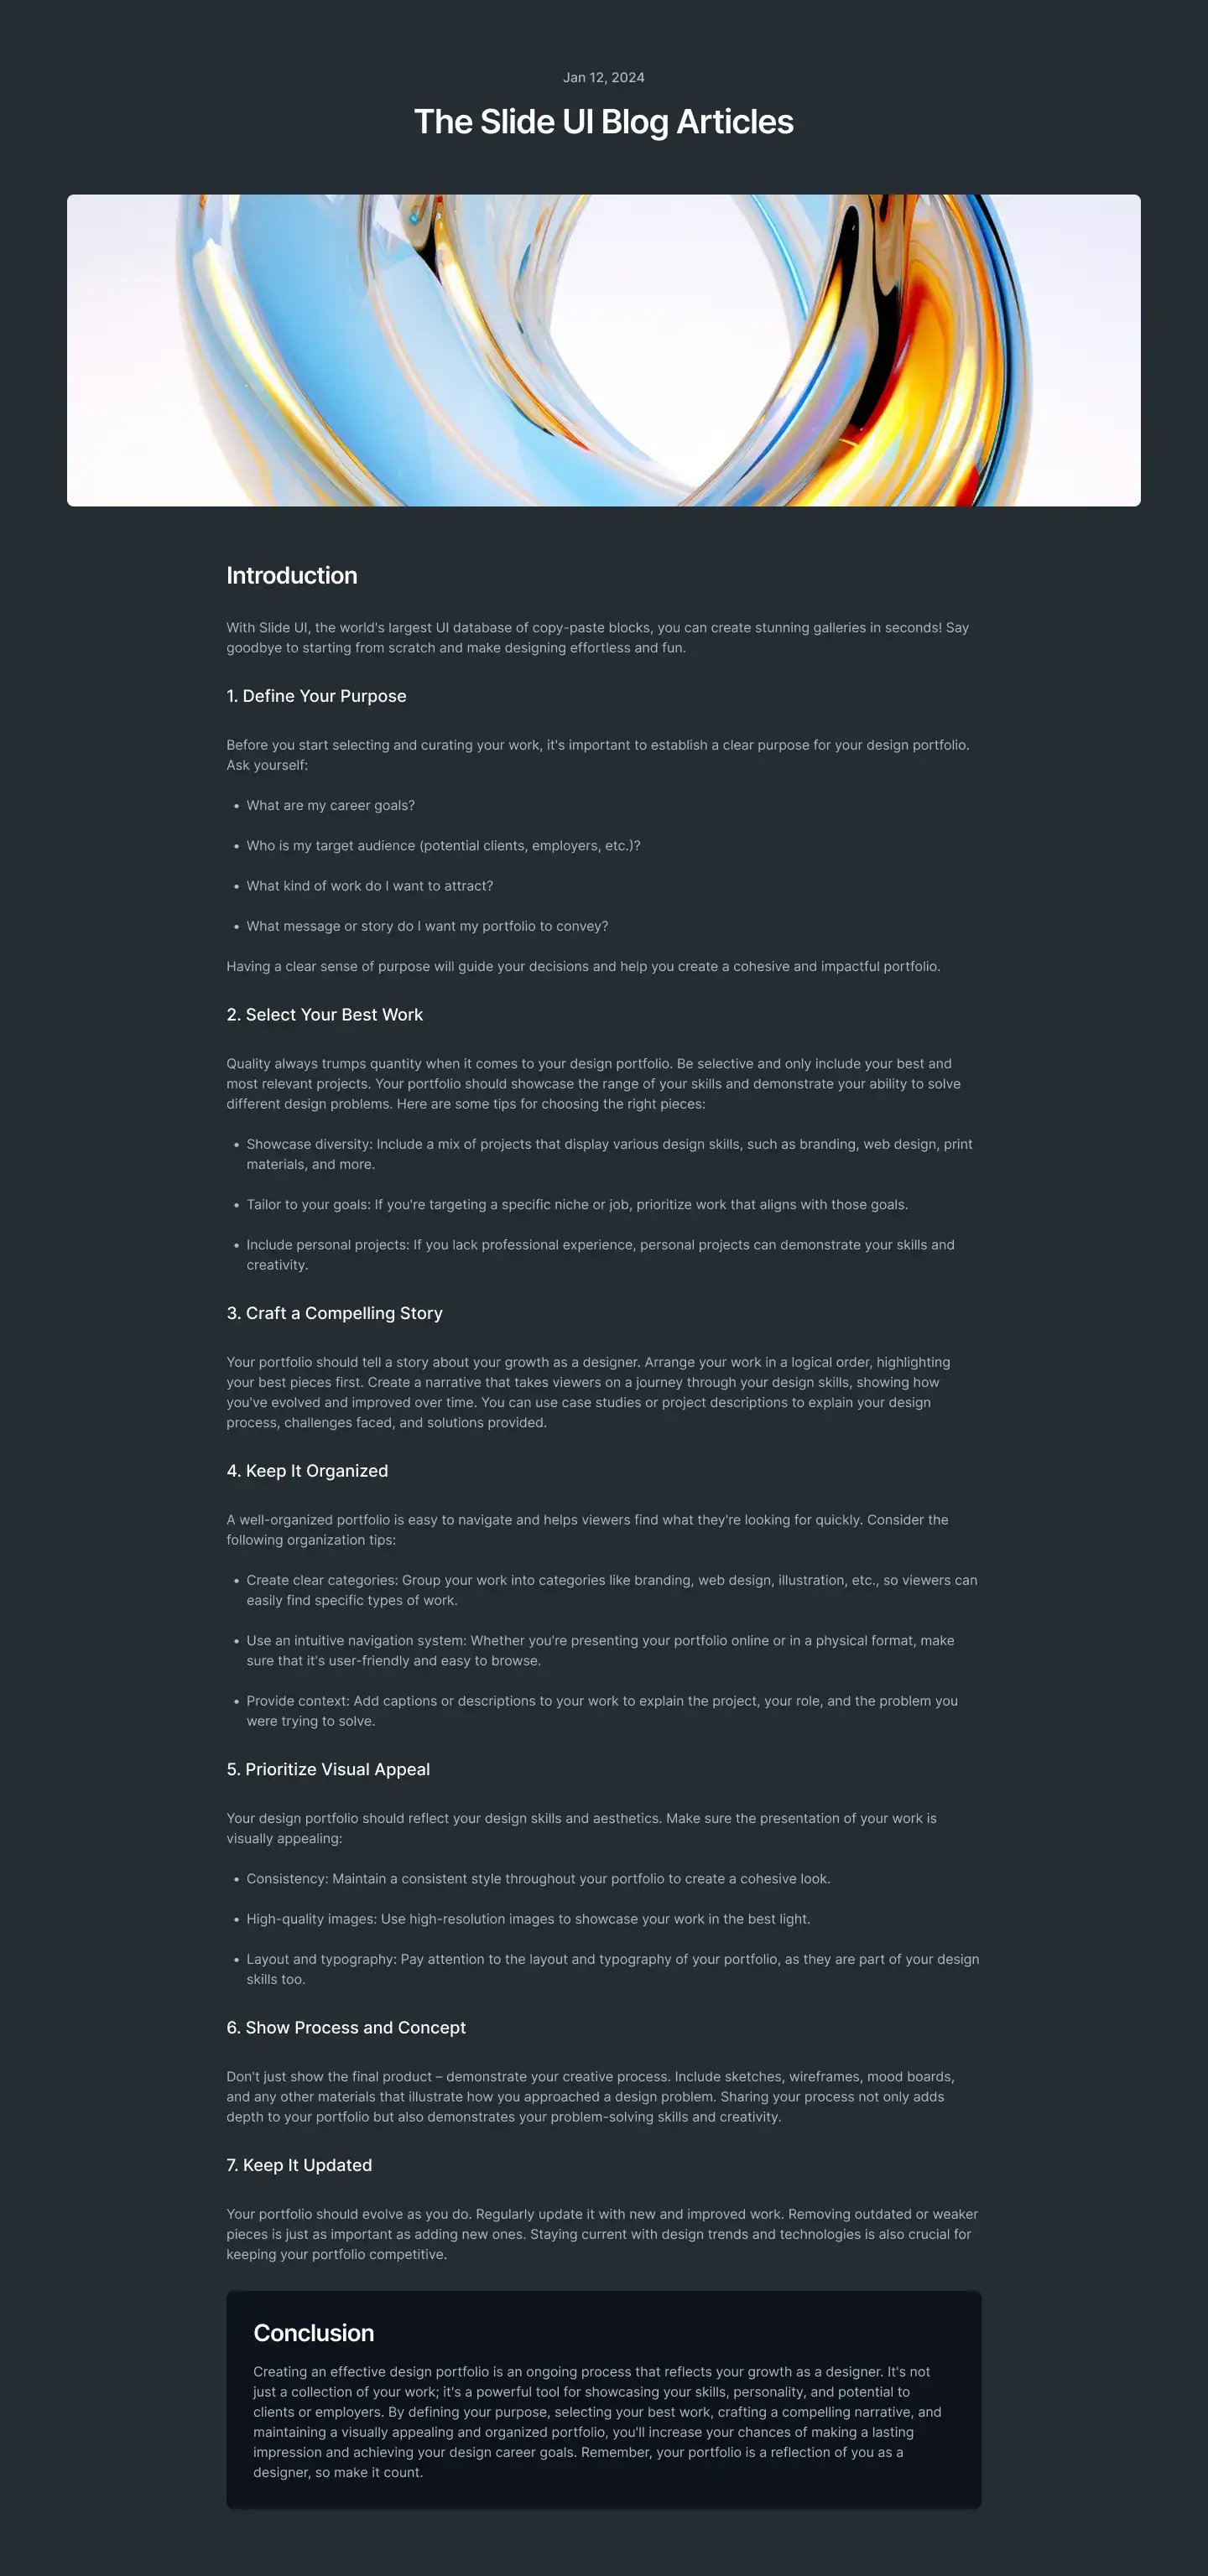 Jan 12, 2024
The Slide UI Blog Articles
Introduction
With Slide UI, the world's largest UI database of copy-paste blocks, you can create stunning galleries in seconds! Say
goodbye to starting from scratch and make designing effortless and fun.
1. Define Your Purpose
Before you start selecting and curating your work, it's important to establish a clear purpose for your design portfolio.
Ask yourself:
• What are my career goals?
• Who is my target audience (potential clients, employers, etc.)?
• What kind of work do I want to attract?
• What message or story do I want my portfolio to convey?
Having a clear sense of purpose will guide your decisions and help you create a cohesive and impactful portfolio.
2. Select Your Best Work
Quality always trumps quantity when it comes to your design portfolio. Be selective and only include your best and
most relevant projects. Your portfolio should showcase the range of your skills and demonstrate your ability to solve
different design problems. Here are some tips for choosing the right pieces:
• Showcase diversity: Include a mix of projects that display various design skills, such as branding, web design, print
materials, and more.
• Tailor to your goals: If you're targeting a specific niche or job, prioritize work that aligns with those goals.
• Include personal projects: If you lack professional experience, personal projects can demonstrate your skills and
creativity.
3. Craft a Compelling Story
Your portfolio should tell a story about your growth as a designer. Arrange your work in a logical order, highlighting
your best pieces first. Create a narrative that takes viewers on a journey through your design skills, showing how
you've evolved and improved over time. You can use case studies or project descriptions to explain your design
process, challenges faced, and solutions provided.
4. Keep It Organized
A well-organized portfolio is easy to navigate and helps viewers find what they're looking for quickly. Consider the
following organization tips:
• Create clear categories: Group your work into categories like branding, web design, illustration, etc., so viewers can
easily find specific types of work.
• Use an intuitive navigation system: Whether you're presenting your portfolio online or in a physical format, make
sure that it's user-friendly and easy to browse.
• Provide context: Add captions or descriptions to your work to explain the project, your role, and the problem you
were trying to solve.
5. Prioritize Visual Appeal
Your design portfolio should reflect your design skills and aesthetics. Make sure the presentation of your work is
visually appealing:
• Consistency: Maintain a consistent style throughout your portfolio to create a cohesive look.
• High-quality images: Use high-resolution images to showcase your work in the best light.
• Layout and typography: Pay attention to the layout and typography of your portfolio, as they are part of your design
skills too.
6. Show Process and Concept
Don't just show the final product – demonstrate your creative process. Include sketches, wireframes, mood boards,
and any other materials that illustrate how you approached a design problem. Sharing your process not only adds
depth to your portfolio but also demonstrates your problem-solving skills and creativity.
7. Keep It Updated
Your portfolio should evolve as you do. Regularly update it with new and improved work. Removing outdated or weaker
pieces is just as important as adding new ones. Staying current with design trends and technologies is also crucial for
keeping your portfolio competitive.
Conclusion
Creating an effective design portfolio is an ongoing process that reflects your growth as a designer. It's not
just a collection of your work; it's a powerful tool for showcasing your skills, personality, and potential to
clients or employers. By defining your purpose, selecting your best work, crafting a compelling narrative, and
maintaining a visually appealing and organized portfolio, you'll increase your chances of making a lasting
impression and achieving your design career goals. Remember, your portfolio is a reflection of you as a
designer, so make it count.